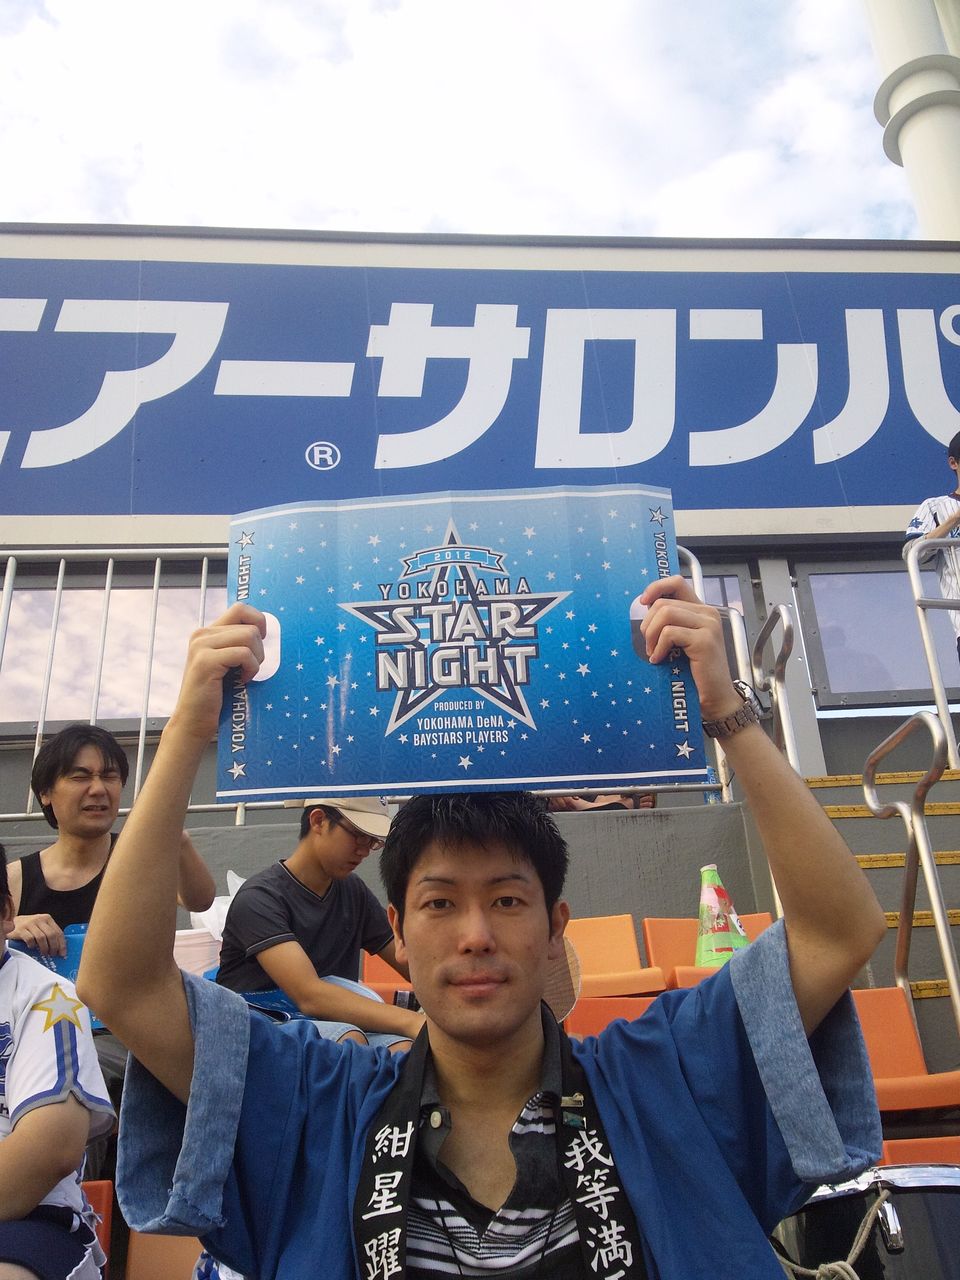 アーサロンパ
®
2012
YOKOHAMA
STAR
NIGHT
PRODUCED BY
YOKOHAMA DeNA
BAYSTARS PLAYERS
NIGHT
YOKOHAMA
NIGHT
紺星躍
我等満